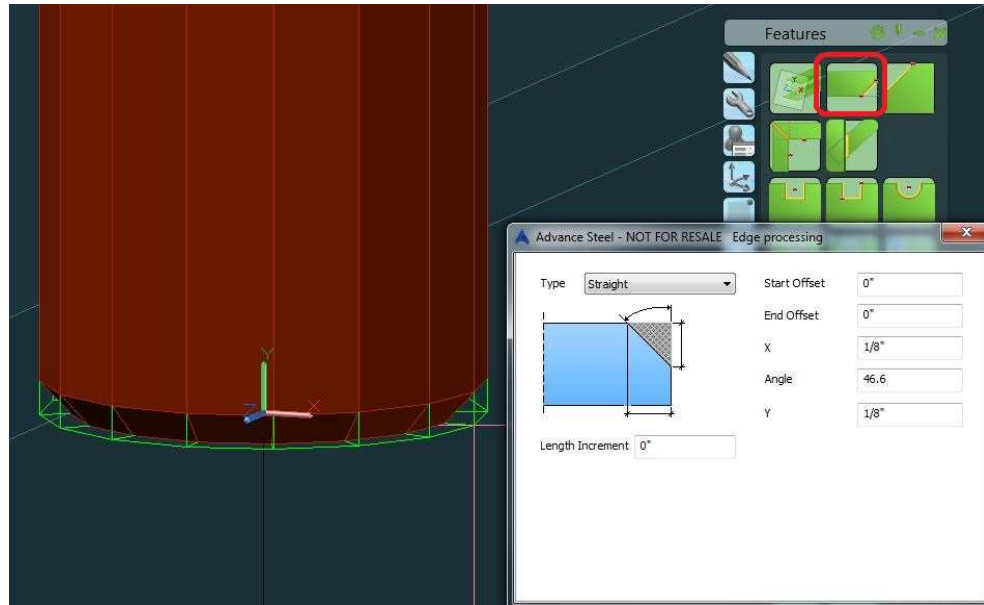 Features
Advance Steel - NOT FOR RESALE Edge processing
Type Straight
Start Offset 0"
End Offset 0"
X 1/8"
Angle 46.6
Y 1/8"
Length Increment 0"
Y
Z X